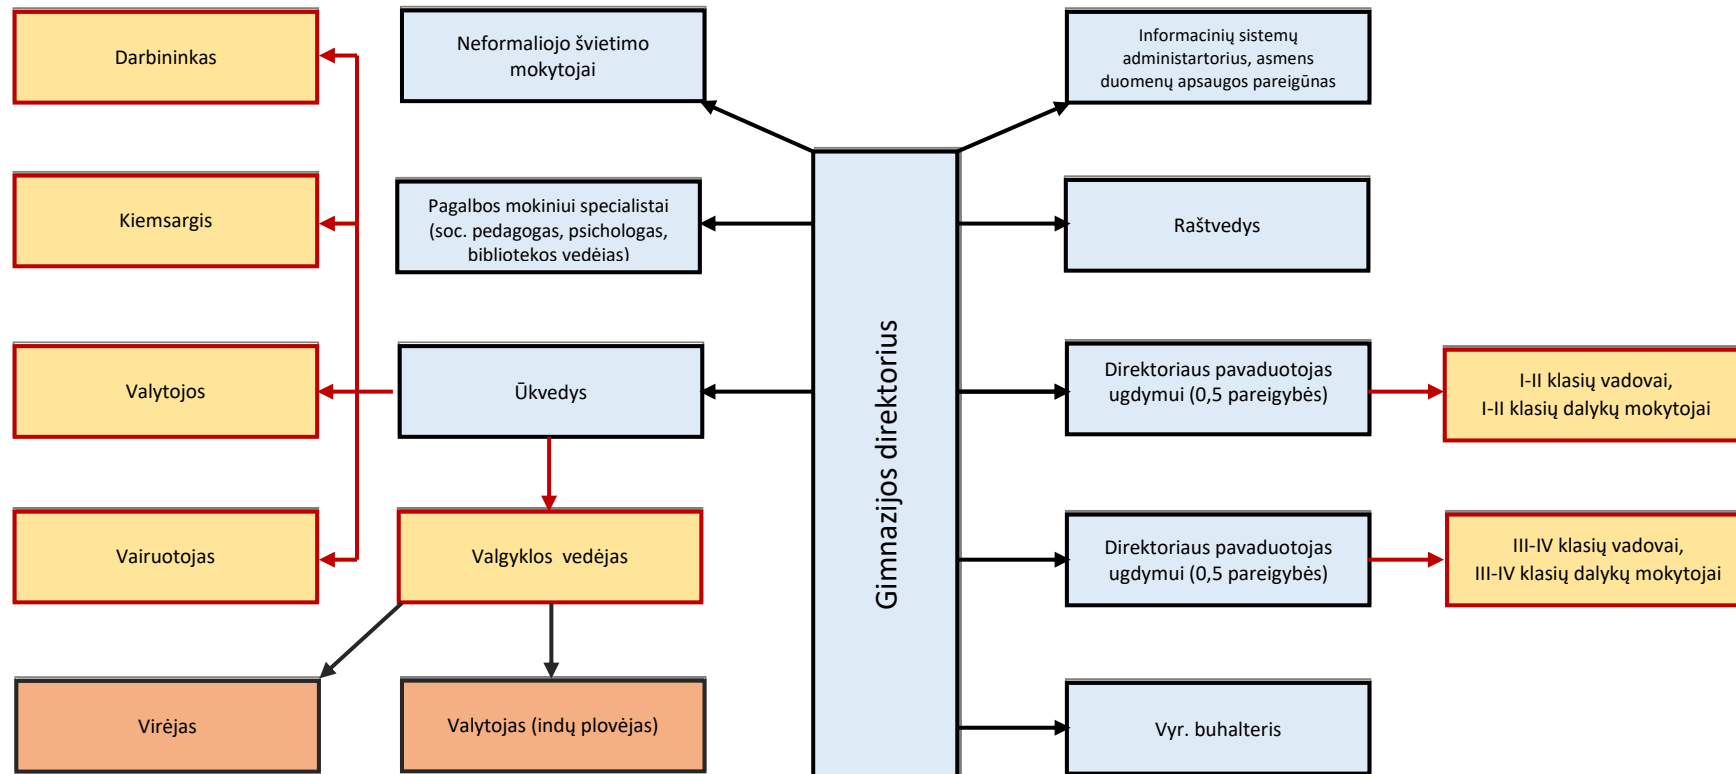 Darbininkas
Neformaliojo švietimo
mokytojai
Informacinių sistemų
administartorius, asmens
duomenų apsaugos pareigūnas
Kiemsargis
Pagalbos mokiniui specialistai
(soc. pedagogas, psichologas,
bibliotekos vedėjas)
Raštvedys
Gimnazijos direktorius
Valytojos
Ūkvedys
Direktoriaus pavaduotojas
ugdymui (0,5 pareigybės)
I-II klasių vadovai,
I-II klasių dalykų mokytojai
Vairuotojas
Valgyklos vedėjas
Direktoriaus pavaduotojas
ugdymui (0,5 pareigybės)
III-IV klasių vadovai,
III-IV klasių dalykų mokytojai
Virėjas
Valytojas (indų plovėjas)
Vyr. buhalteris